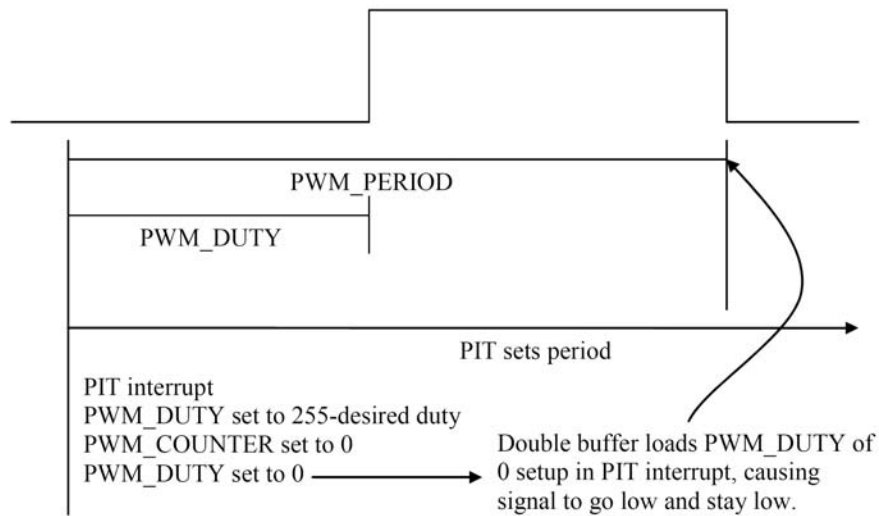 PWM_PERIOD
PWM_DUTY
PIT sets period
PIT interrupt
PWM_DUTY set to 255-desired duty
PWM_COUNTER set to 0
PWM_DUTY set to 0
Double buffer loads PWM_DUTY of
0 setup in PIT interrupt, causing
signal to go low and stay low.